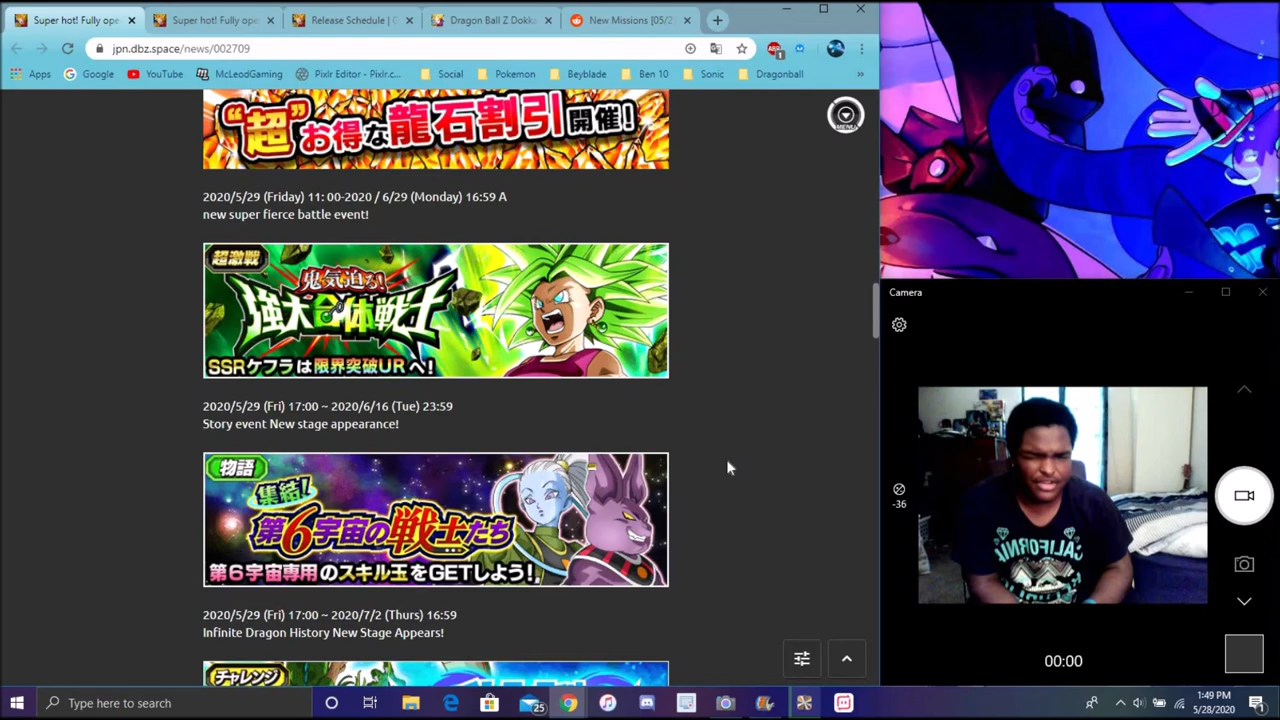 Super hot! Fully ope
Super hot! Fully ope
Release Schedule | G
Dragon Ball Z Dokka
New Missions [05/2
jpn.dbz.space/news/002709
Apps
Google
YouTube
McLeodGaming
Pixlr Editor - Pixlr.c...
Social
Pokemon
Beyblade
Ben 10
Sonic
Dragonball
»
"超"お得な龍石割引開催!
MENU
2020/5/29 (Friday) 11: 00-2020 / 6/29 (Monday) 16:59 A
new super fierce battle event!
超激戦
鬼気迫る!
強大合体戦士
SSRケフラは限界突破URへ!
2020/5/29 (Fri) 17:00 ~ 2020/6/16 (Tue) 23:59
Story event New stage appearance!
物語
集結!
第6宇宙の戦士たち
第6宇宙専用のスキル玉をGETしよう!
2020/5/29 (Fri) 17:00 ~ 2020/7/2 (Thurs) 16:59
Infinite Dragon History New Stage Appears!
チャレンジ
Camera
-36
CALIFORNIA
00:00
Type here to search
25
1:49 PM
5/28/2020
1